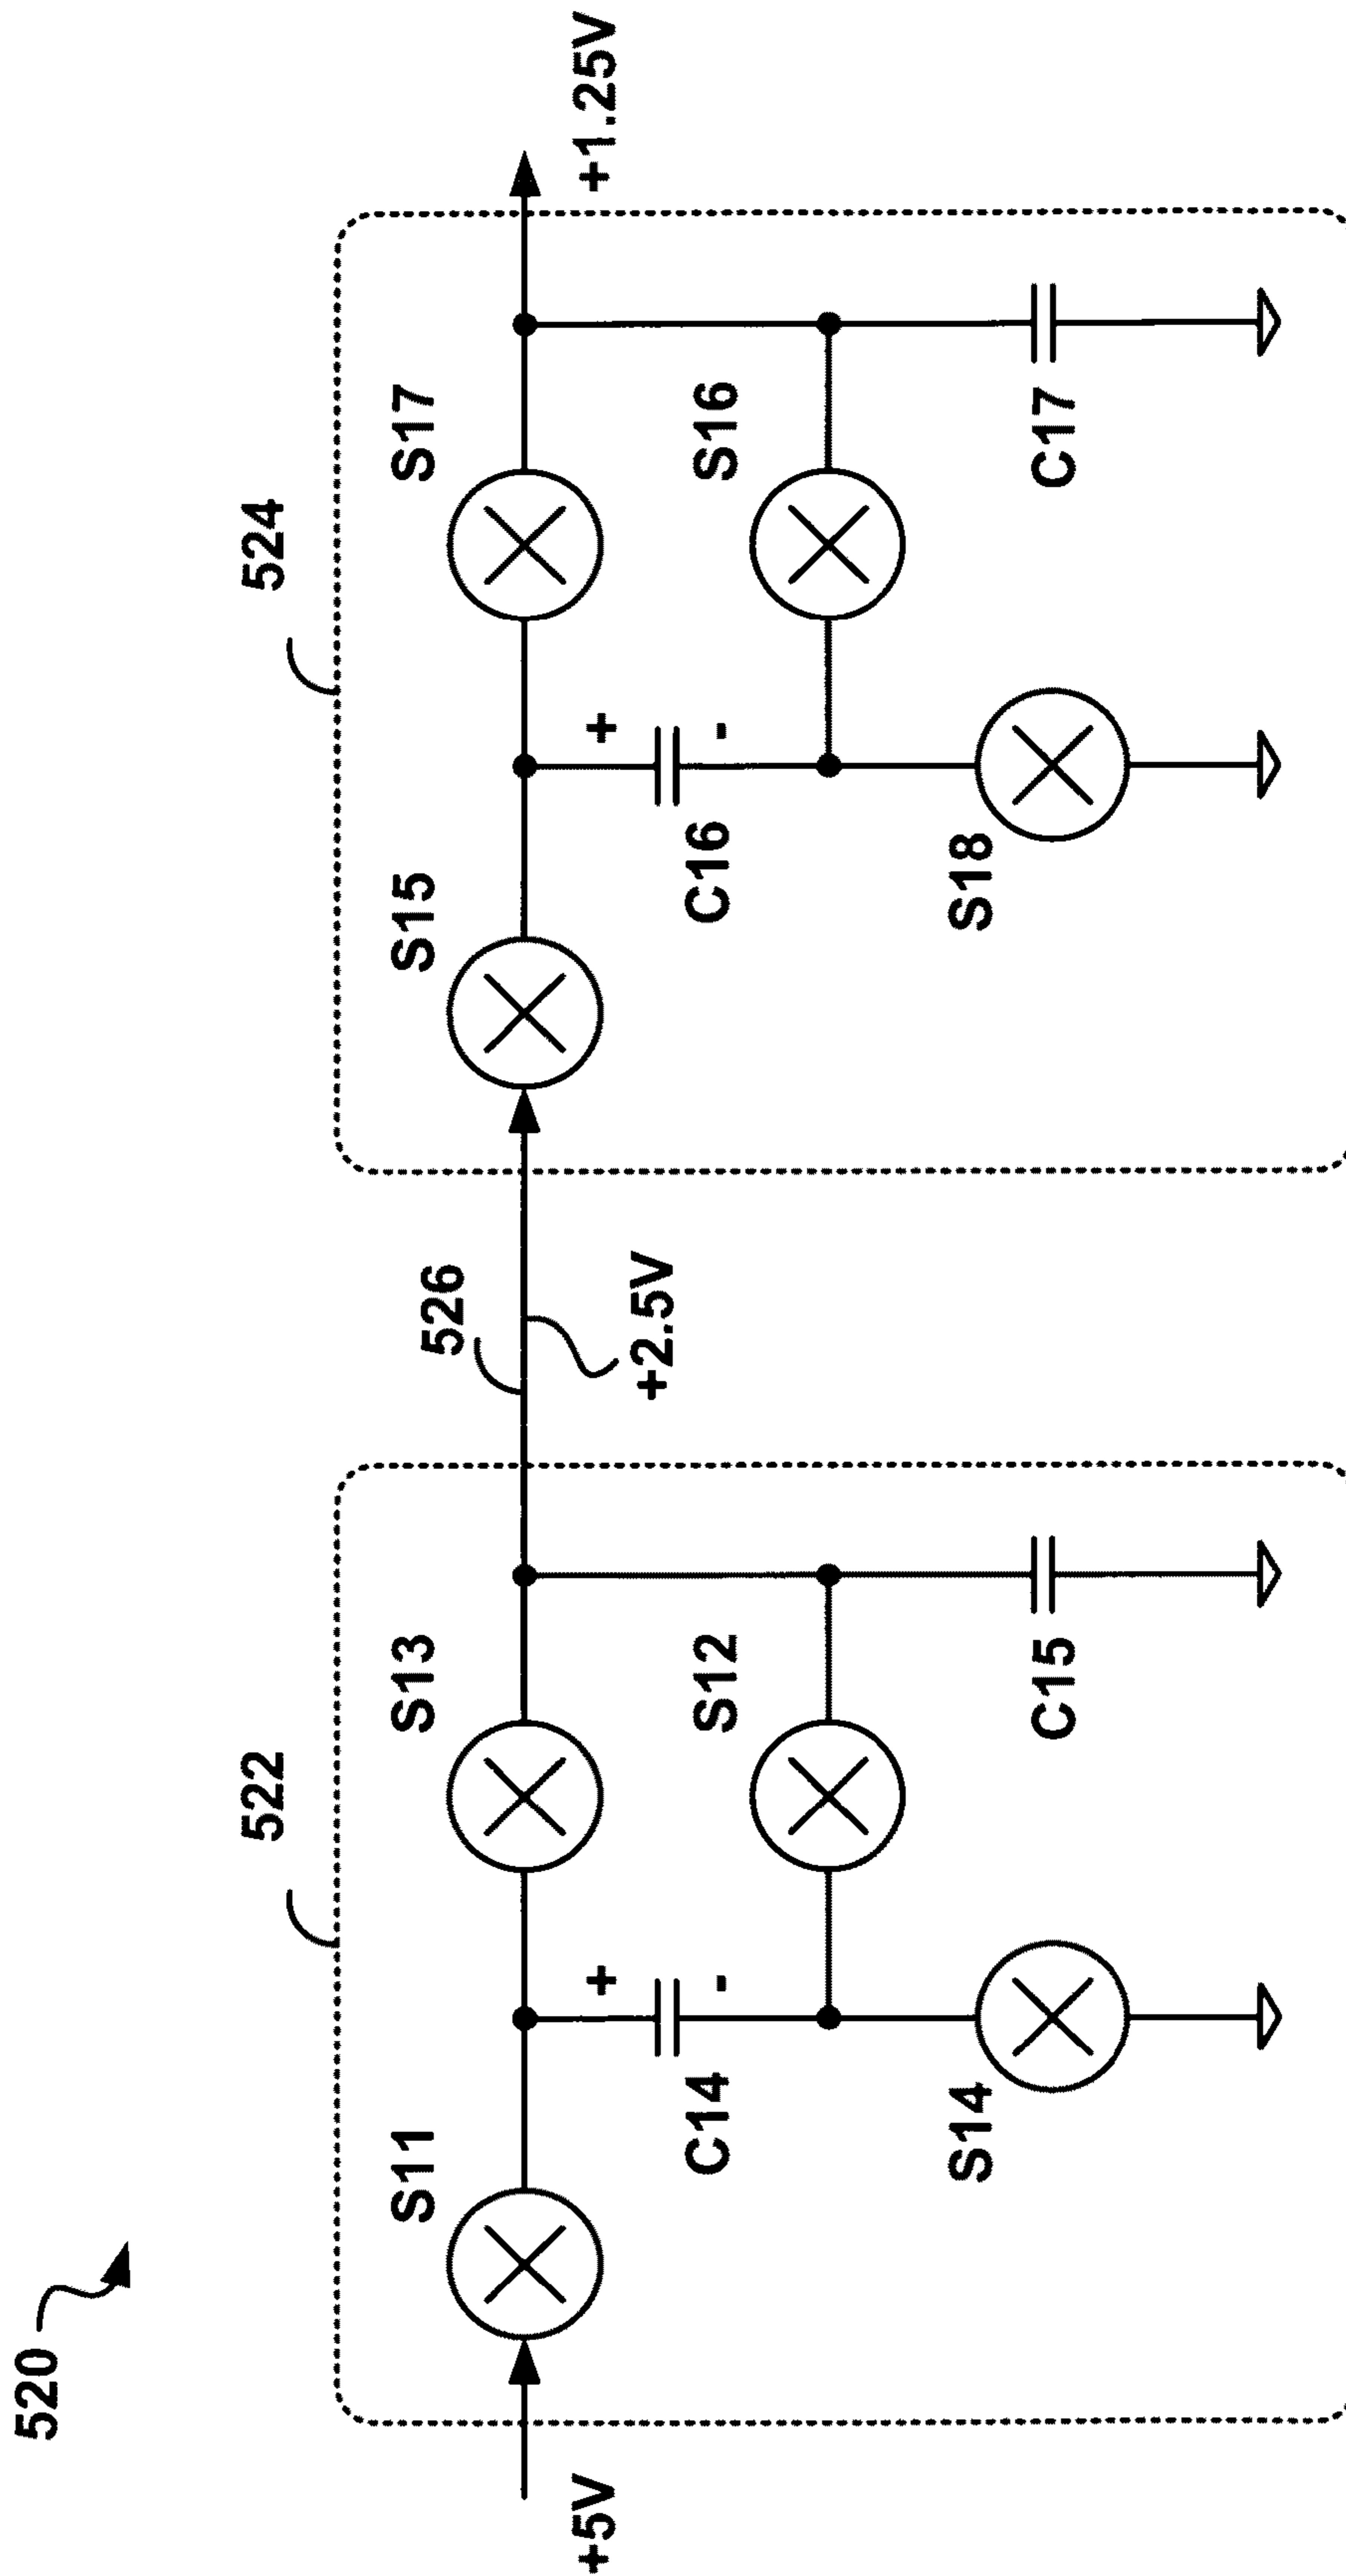 520
522
524
S11
S13
526
S15
S17
+5V
+2.5V
+1.25V
+
+
C14
-
S12
C16
-
S16
S14
C15
S18
C17